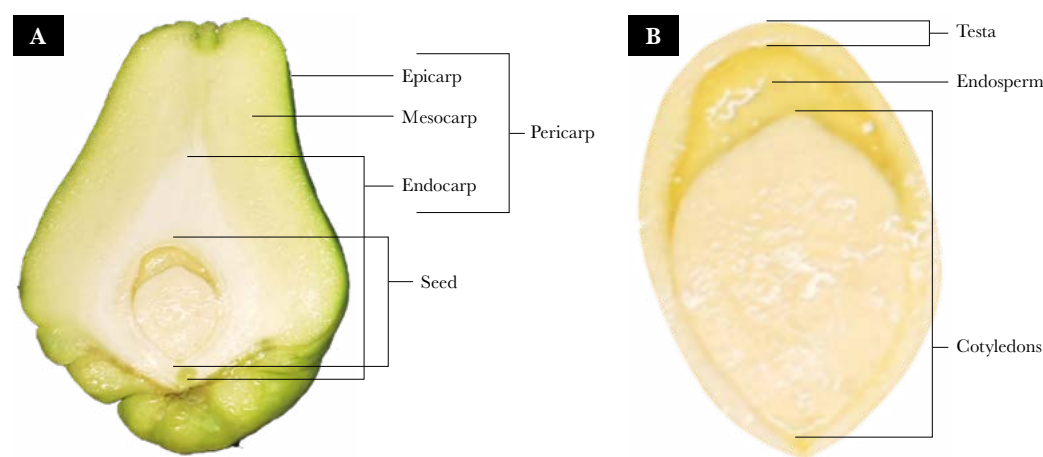 A
Epicarp
Mesocarp
Pericarp
Endocarp
Seed
B
Testa
Endosperm
Cotyledons